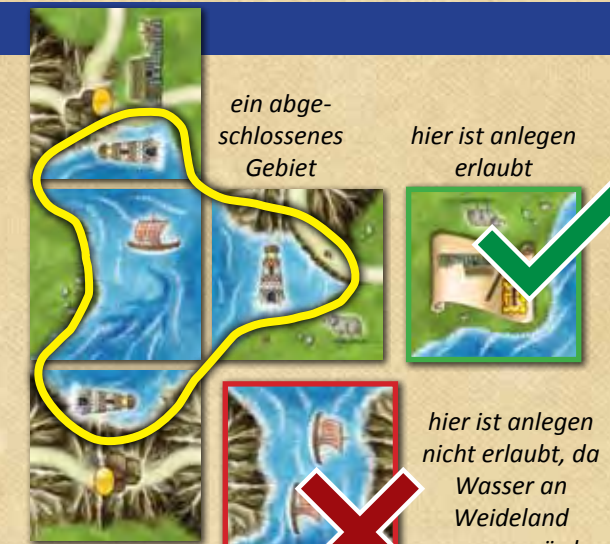 ein abge-
schlossenes
Gebiet
hier ist anlegen
erlaubt
hier ist anlegen
nicht erlaubt, da
Wasser an
Weideland